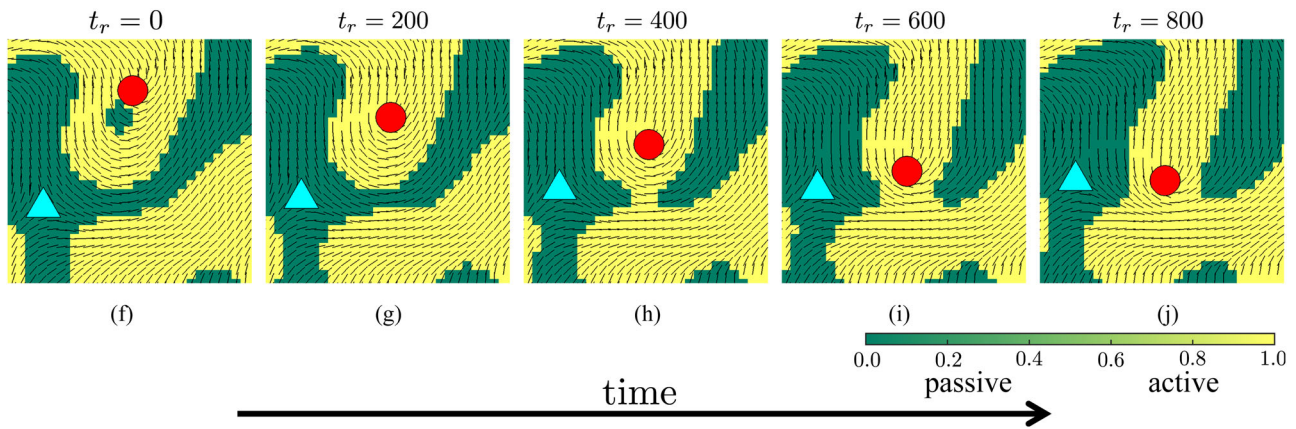 t_r = 0 t_r = 200 t_r = 400 t_r = 600 t_r = 800
(f) (g) (h) (i) (j)
0.0 0.2 0.4 0.6 0.8 1.0
passive active
time